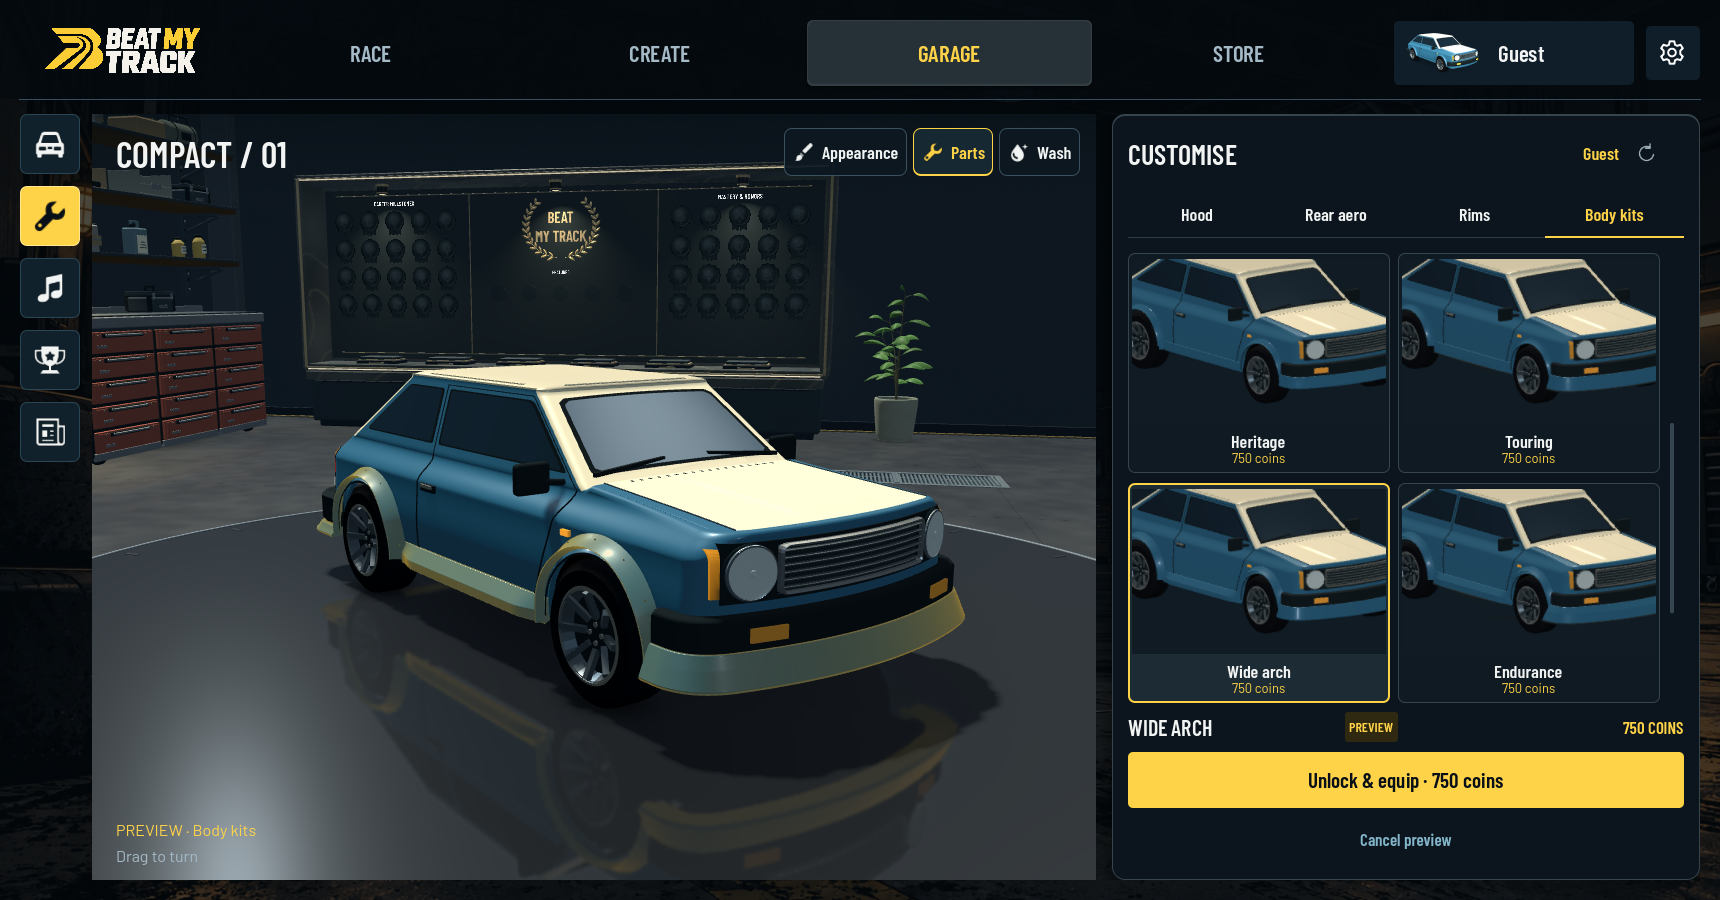 BEAT MY
TRACK
RACE
CREATE
GARAGE
STORE
Guest
COMPACT / 01
Appearance
Parts
Wash
MASTERY & HONORS
BEAT
MY TRACK
CUSTOMISE
Guest
Hood
Rear aero
Rims
Body kits
Heritage
750 coins
Touring
750 coins
Wide arch
750 coins
Endurance
750 coins
WIDE ARCH
PREVIEW
750 COINS
Unlock & equip · 750 coins
Cancel preview
PREVIEW · Body kits
Drag to turn